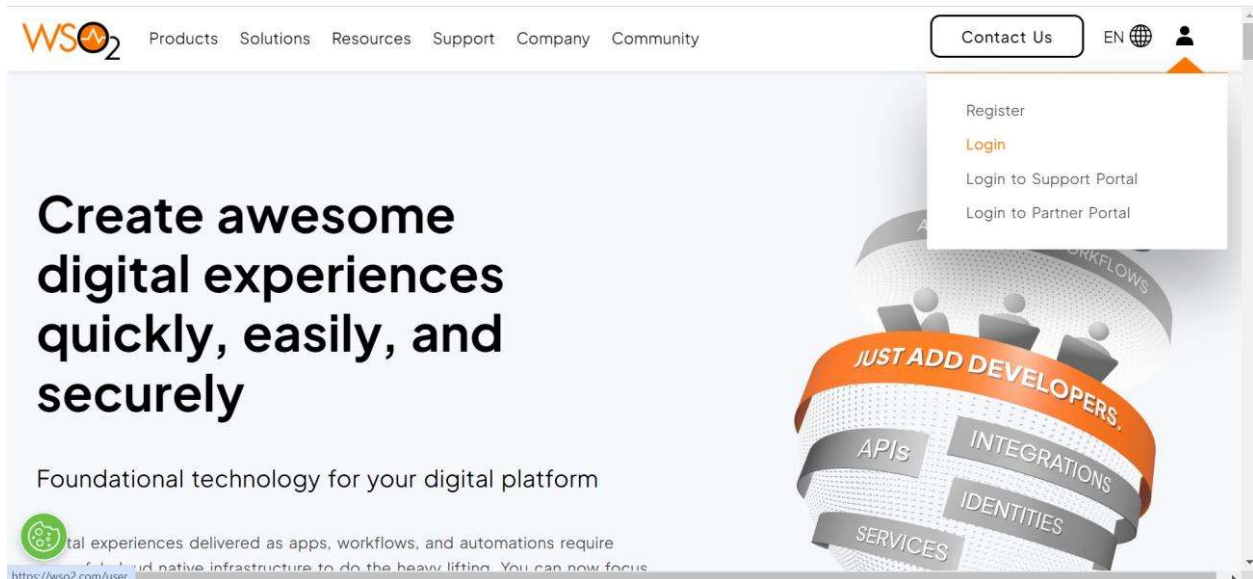 WSO2
Products Solutions Resources Support Company Community
Contact Us
EN
Register
Login
Login to Support Portal
Login to Partner Portal
Create awesome
digital experiences
quickly, easily, and
securely
Foundational technology for your digital platform
tal experiences delivered as apps, workflows, and automations require
ud native infrastructure to do the heavy lifting. You can now focus
WORKFLOWS
JUST ADD DEVELOPERS.
APIs
INTEGRATIONS
IDENTITIES
SERVICES
https://wso2.com/user